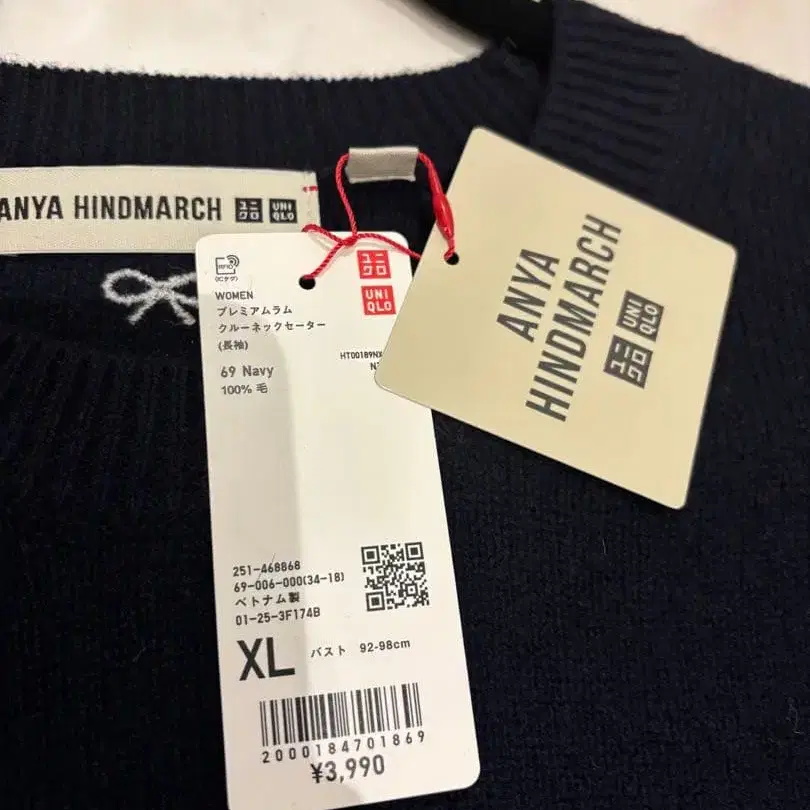 ANYA HINDMARCH ユニクロ UNIQLO
(ICタグ)
ユニクロ
UNIQLO
WOMEN
プレミアムラム
クルーネックセーター
(長袖)
69 Navy
100% 毛
251-468868
69-006-000(34-18)
ベトナム製
01-25-3F174B
XL バスト 92-98cm
2000184701869
¥3,990
ANYA
HINDMARCH
ユニクロ UNIQLO